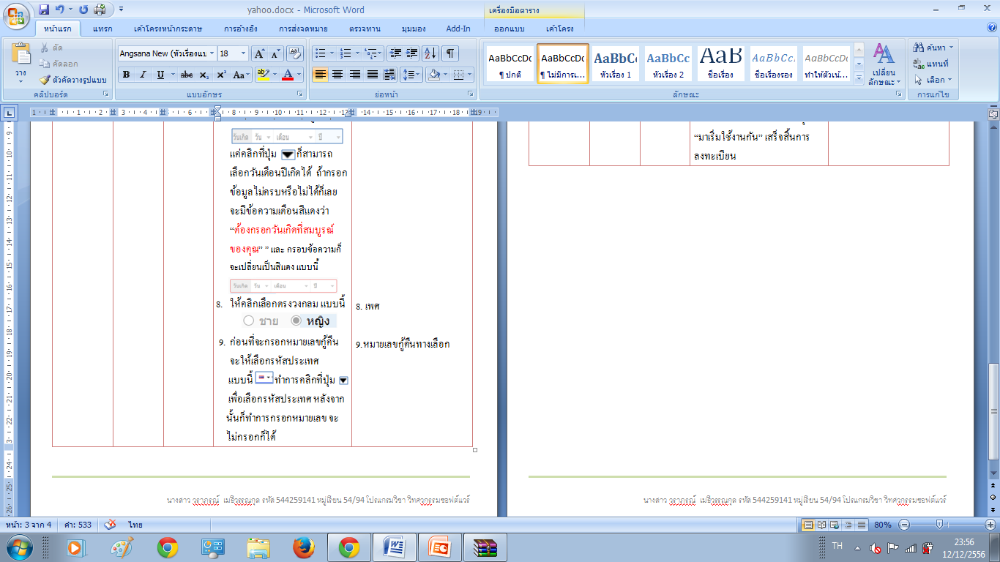 yahoo.docx - Microsoft Word
เครื่องมือตาราง
หน้าแรก แทรก เค้าโครงหน้ากระดาษ การอ้างอิง การส่งจดหมาย ตรวจทาน มุมมอง Add-In ออกแบบ เค้าโครง
วาง
ตัด
คัดลอก
ตัวคัดวางรูปแบบ
คลิปบอร์ด
Angsana New (หัวเรื่องแบ 18
B I U abc x₂ x² Aa
แบบอักษร
ย่อหน้า
AaBbCcDc AaBbCcDc AaBbC AaBbCc AaB AaBbCc. AaBbCcDc
¶ ปกติ ¶ ไม่มีการเ... หัวเรื่อง 1 หัวเรื่อง 2 ชื่อเรื่อง ชื่อเรื่องรอง ทำให้ตัวเน้...
เปลี่ยนลักษณะ
ลักษณะ
ค้นหา
แทนที่
เลือก
การแก้ไข
1 1 2 3 4 6 8 9 10 11 12 13 14 15 16 17 18 19
วันเกิด วัน เดือน ปี
แค่คลิกที่ปุ่ม ก็สามารถ
เลือกวันเดือนปีเกิดได้ ถ้ากรอก
ข้อมูลไม่ครบหรือไม่ได้ก็เลย
จะมีข้อความเตือนสีแดงว่า
“ต้องกรอกวันเกิดที่สมบูรณ์
ของคุณ” ” และ กรอบข้อความก็
จะเปลี่ยนเป็นสีแดง แบบนี้
วันเกิด วัน เดือน ปี
8. ให้คลิกเลือกตรงวงกลม แบบนี้
ชาย หญิง
9. ก่อนที่จะกรอกหมายเลขกู้คืน
จะให้เลือกรหัสประเทศ
แบบนี้ ทำการคลิกที่ปุ่ม
เพื่อเลือกรหัสประเทศ หลังจาก
นั้นก็ทำการกรอกหมายเลข จะ
ไม่กรอกก็ได้
8. เพศ
9.หมายเลขกู้คืนทางเลือก
นางสาว วราภรณ์ เมธีวรรณกุล รหัส 544259141 หมู่เรียน 54/94 โปรแกรมวิชา วิทศวกรรมซอฟต์แวร์
“มาเริ่มใช้งานกัน” เสร็จสิ้นการ
ลงทะเบียน
นางสาว วราภรณ์ เมธีวรรณกุล รหัส 544259141 หมู่เรียน 54/94 โปรแกรมวิชา วิทศวกรรมซอฟต์แวร์
หน้า: 3 จาก 4 คำ: 533 ไทย 80%
TH 23:56
12/12/2556